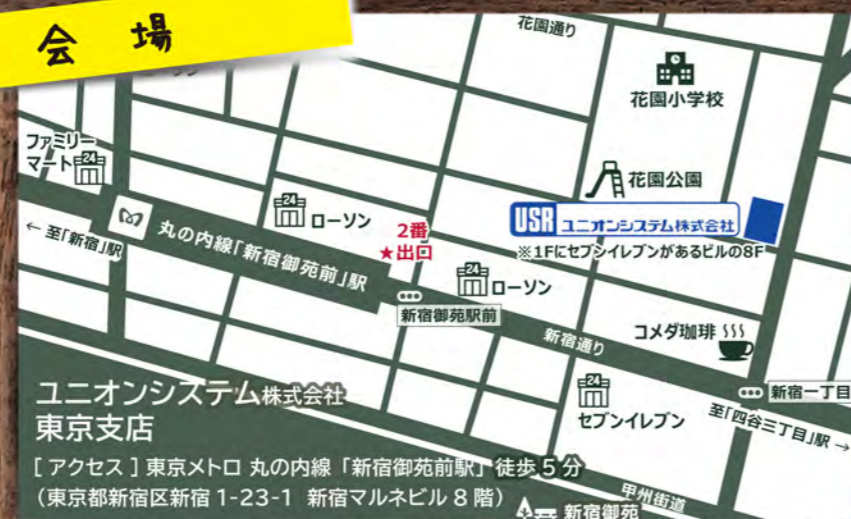 会場
花園通り
花園小学校
ファミリー
マート
24
花園公園
24
ローソン
USR ユニオンシステム株式会社
2番
★出口
※1Fにセブンイレブンがあるビルの8F
← 至「新宿」駅
丸の内線「新宿御苑前」駅
24
ローソン
新宿御苑駅前
新宿通り
コメダ珈琲
24
セブンイレブン
新宿一丁目
至「四谷三丁目」駅 →
ユニオンシステム株式会社
東京支店
[ アクセス ] 東京メトロ 丸の内線「新宿御苑前駅」徒歩 5 分
(東京都新宿区新宿 1-23-1 新宿マルネビル 8 階)
甲州街道
新宿御苑